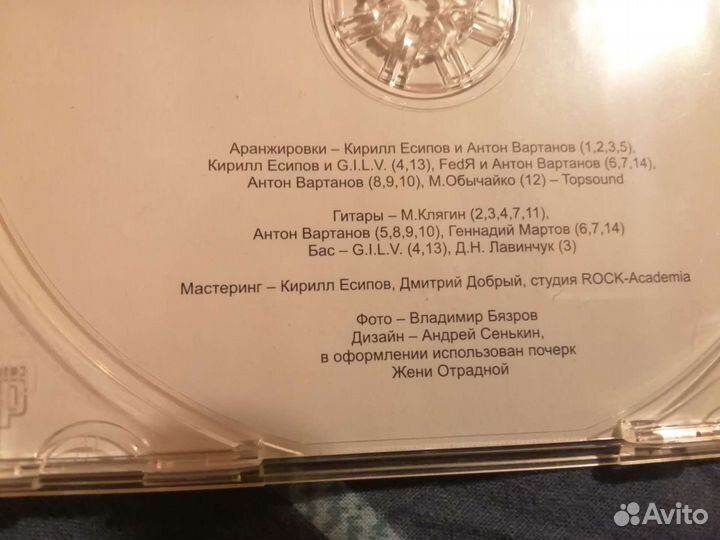 Аранжировки – Кирилл Есипов и Антон Вартанов (1,2,3,5),
Кирилл Есипов и G.I.L.V. (4,13), FedЯ и Антон Вартанов (6,7,14),
Антон Вартанов (8,9,10), М.Обычайко (12) – Topsound
Гитары – М.Клягин (2,3,4,7,11),
Антон Вартанов (5,8,9,10), Геннадий Мартов (6,7,14)
Бас – G.I.L.V. (4,13), Д.Н. Лавинчук (3)
Мастеринг – Кирилл Есипов, Дмитрий Добрый, студия ROCK-Academia
Фото – Владимир Бязров
Дизайн – Андрей Сенькин,
в оформлении использован почерк
Жени Отрадной
Avito